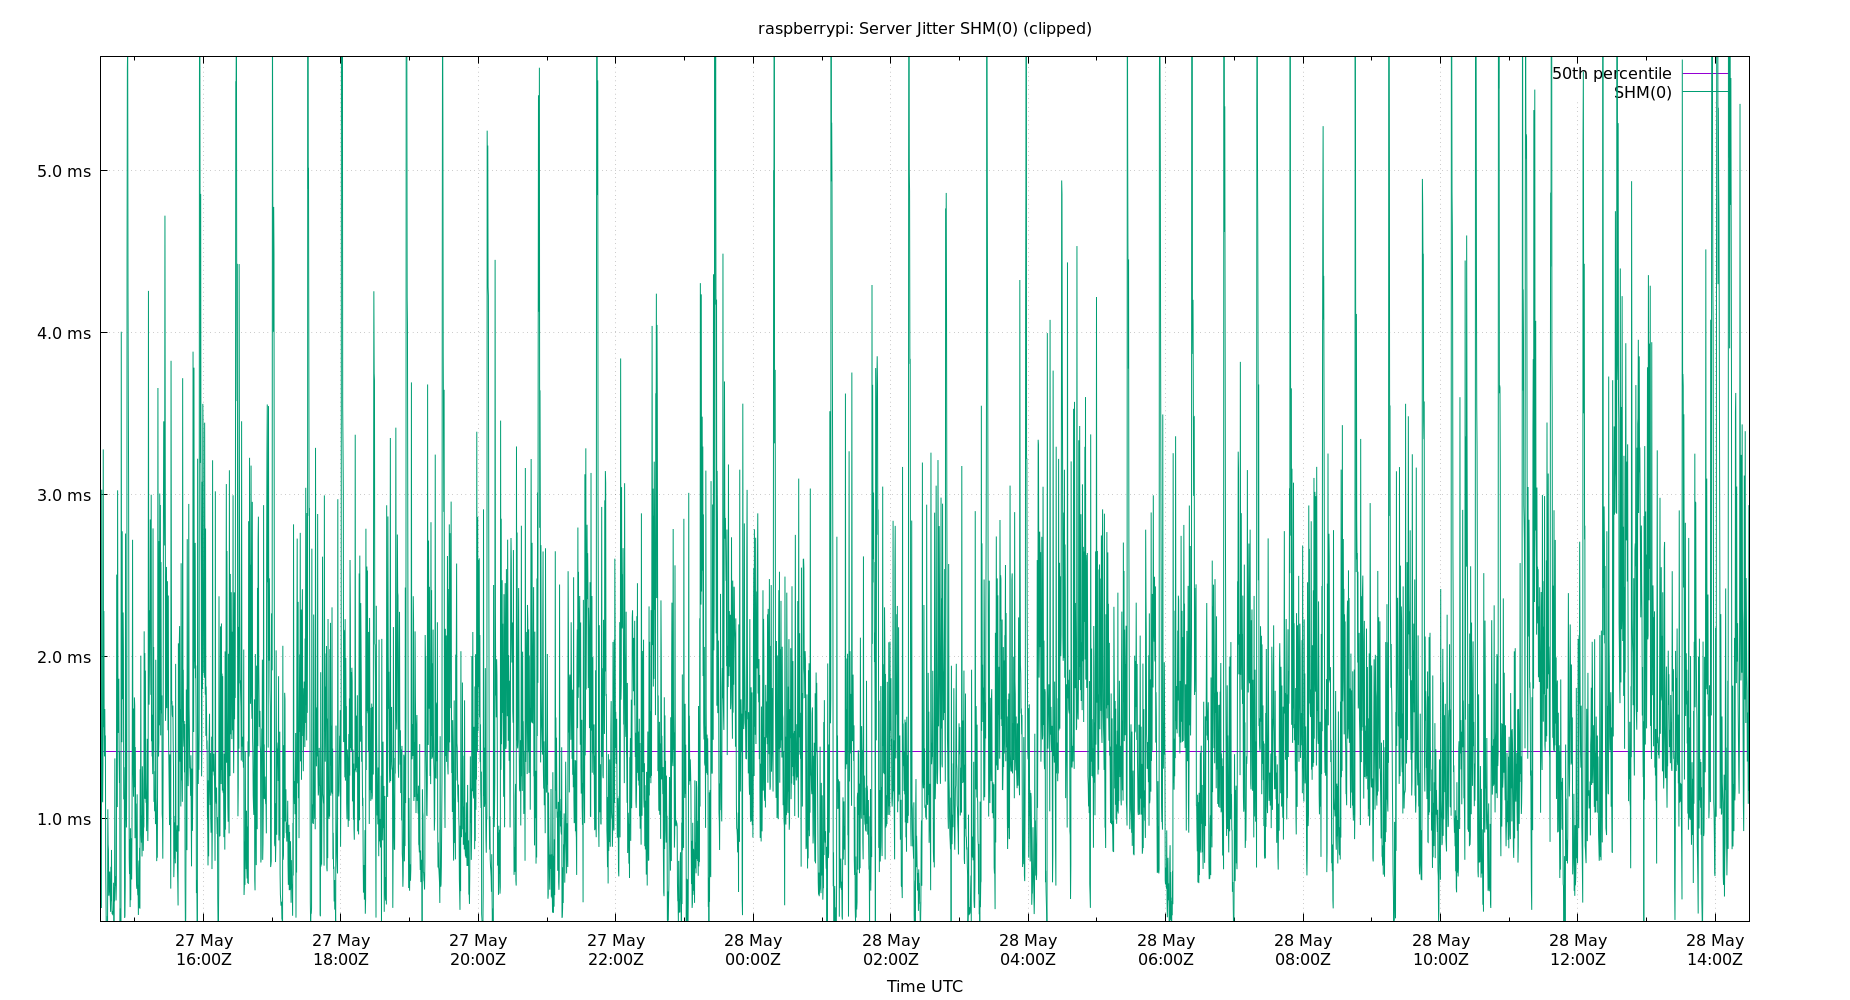 raspberrypi: Server Jitter SHM(0) (clipped)
50th percentile
SHM(0)
5.0 ms
4.0 ms
3.0 ms
2.0 ms
1.0 ms
27 May 27 May 27 May 27 May 28 May 28 May 28 May 28 May 28 May 28 May 28 May 28 May
16:00Z 18:00Z 20:00Z 22:00Z 00:00Z 02:00Z 04:00Z 06:00Z 08:00Z 10:00Z 12:00Z 14:00Z
Time UTC